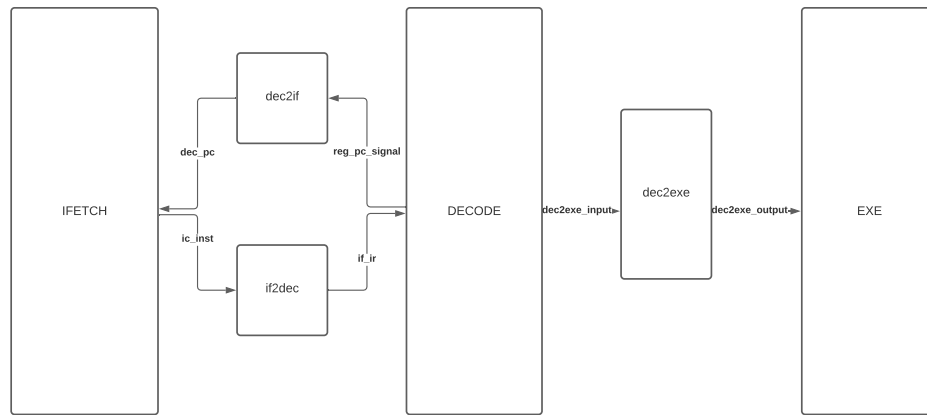 IFETCH
dec2if
dec_pc
reg_pc_signal
ic_inst
if_ir
if2dec
DECODE
dec2exe_input
dec2exe
dec2exe_output
EXE